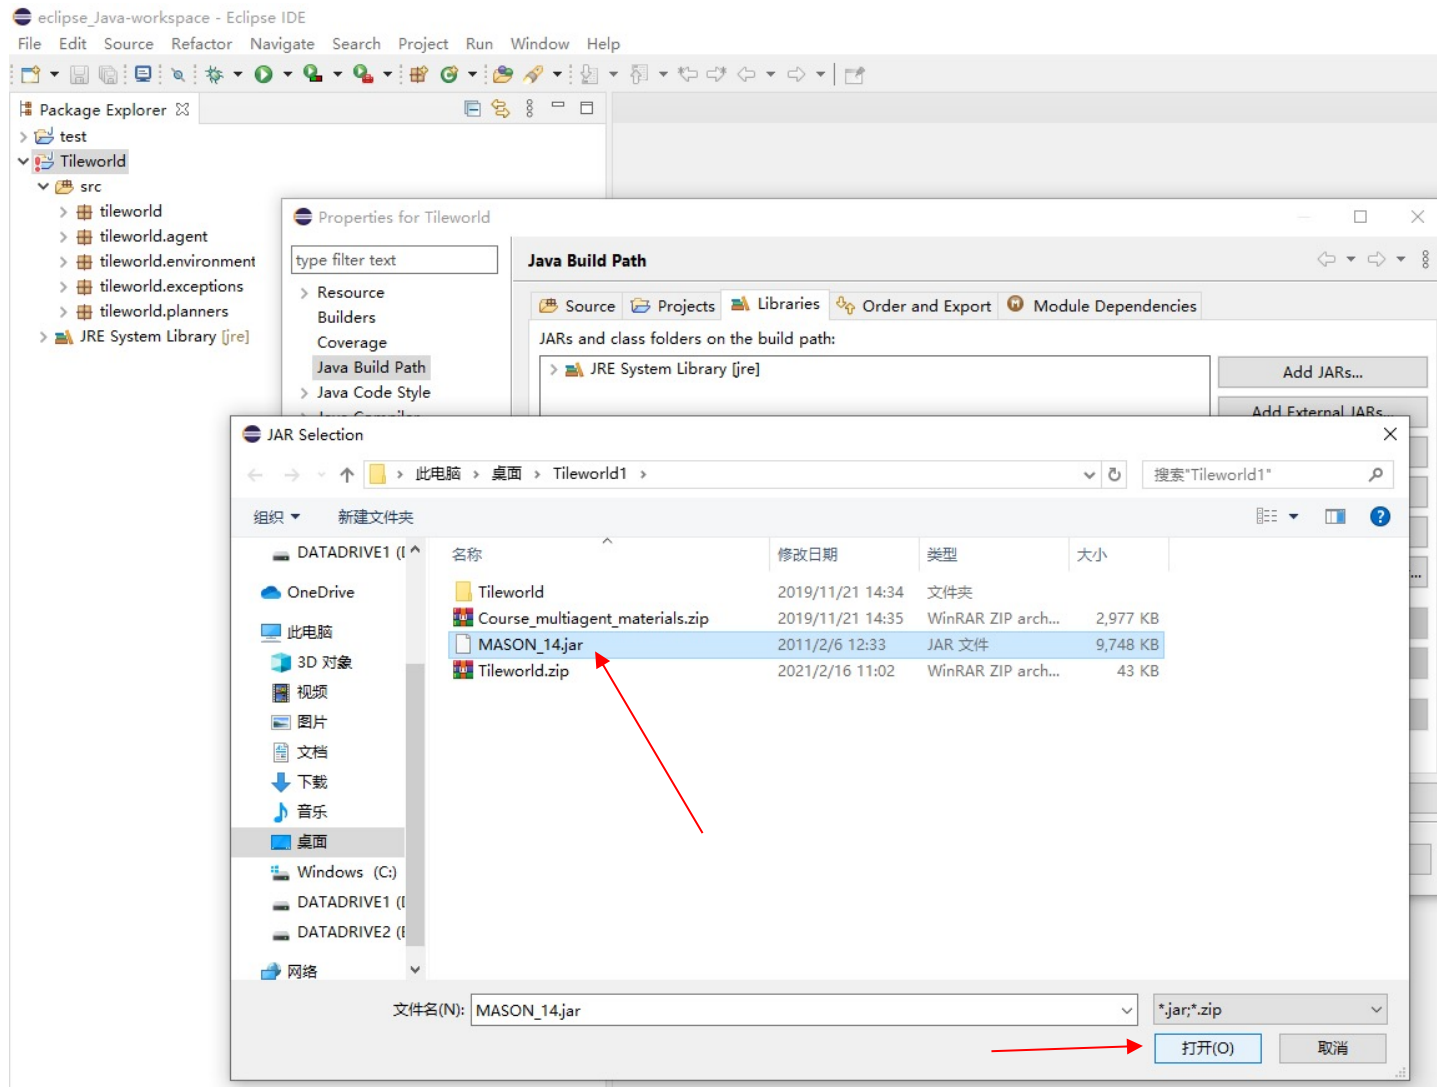 eclipse_Java-workspace - Eclipse IDE
File Edit Source Refactor Navigate Search Project Run Window Help
Package Explorer
test
Tileworld
src
tileworld
tileworld.agent
tileworld.environment
tileworld.exceptions
tileworld.planners
JRE System Library [jre]
Properties for Tileworld
type filter text
Resource
Builders
Coverage
Java Build Path
Java Code Style
Java Build Path
Source Projects Libraries Order and Export Module Dependencies
JARs and class folders on the build path:
JRE System Library [jre]
Add JARs...
Add External JARs...
JAR Selection
此电脑 > 桌面 > Tileworld1 >
搜索"Tileworld1"
组织 新建文件夹
DATADRIVE1 (
OneDrive
此电脑
3D 对象
视频
图片
文档
下载
音乐
桌面
Windows (C:)
DATADRIVE1 (
DATADRIVE2 (
网络
名称 修改日期 类型 大小
Tileworld 2019/11/21 14:34 文件夹
Course_multiagent_materials.zip 2019/11/21 14:35 WinRAR ZIP arch... 2,977 KB
MASON_14.jar 2011/2/6 12:33 JAR 文件 9,748 KB
Tileworld.zip 2021/2/16 11:02 WinRAR ZIP arch... 43 KB
文件名(N): MASON_14.jar
*.jar;*.zip
打开(O) 取消